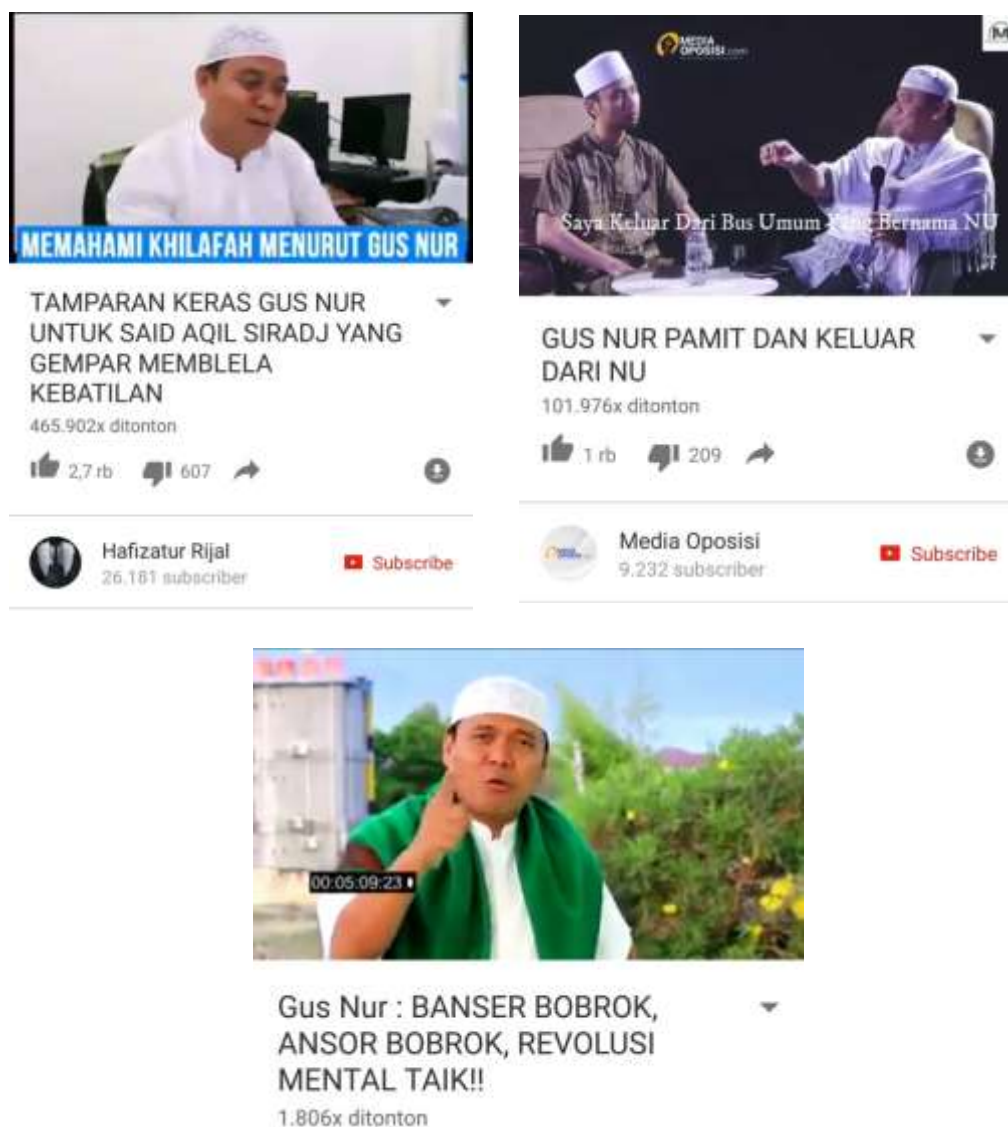 MEMAHAMI KHILAFAH MENURUT GUS NUR
TAMPARAN KERAS GUS NUR
UNTUK SAID AQIL SIRADJ YANG
GEMPAR MEMBLELA
KEBATILAN
465.902x ditonton
2,7 rb 607
Hafizatur Rijal
26.181 subscriber
Subscribe
MEDIA
OPOSISI.com
M
Saya Keluar Dari Bus Umum Yang Bernama NU
GUS NUR PAMIT DAN KELUAR
DARI NU
101.976x ditonton
1 rb 209
Media Oposisi
9.232 subscriber
Subscribe
00:05:09:23
Gus Nur : BANSER BOBROK,
ANSOR BOBROK, REVOLUSI
MENTAL TAIK!!
1.806x ditonton